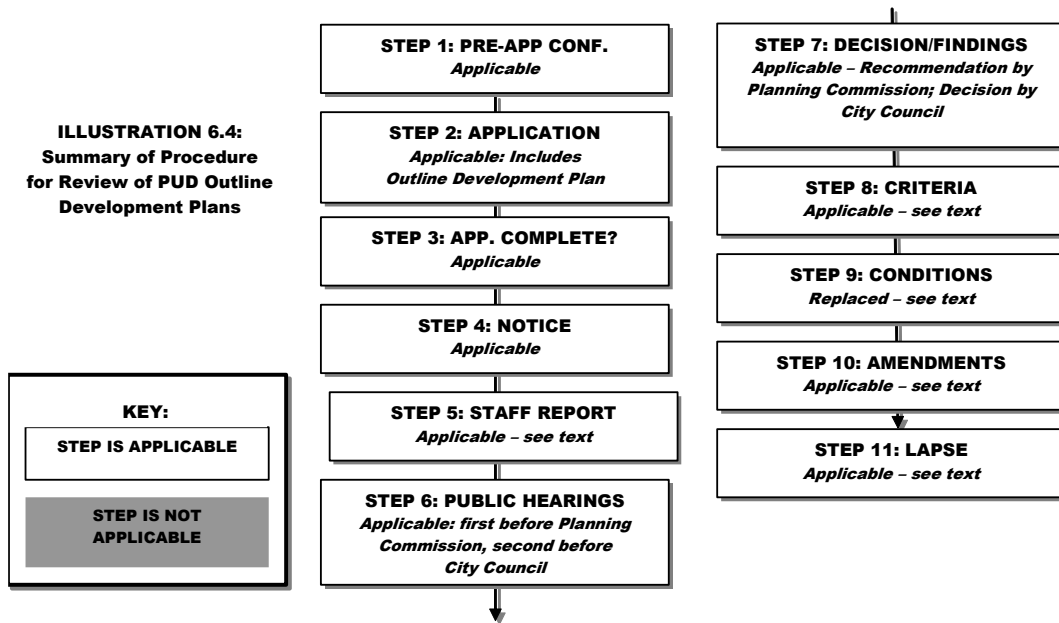 ILLUSTRATION 6.4:
Summary of Procedure
for Review of PUD Outline
Development Plans
KEY:
STEP IS APPLICABLE
STEP IS NOT
APPLICABLE
STEP 1: PRE-APP CONF.
Applicable
STEP 2: APPLICATION
Applicable: Includes
Outline Development Plan
STEP 3: APP. COMPLETE?
Applicable
STEP 4: NOTICE
Applicable
STEP 5: STAFF REPORT
Applicable – see text
STEP 6: PUBLIC HEARINGS
Applicable: first before Planning
Commission, second before
City Council
STEP 7: DECISION/FINDINGS
Applicable – Recommendation by
Planning Commission; Decision by
City Council
STEP 8: CRITERIA
Applicable – see text
STEP 9: CONDITIONS
Replaced – see text
STEP 10: AMENDMENTS
Applicable – see text
STEP 11: LAPSE
Applicable – see text